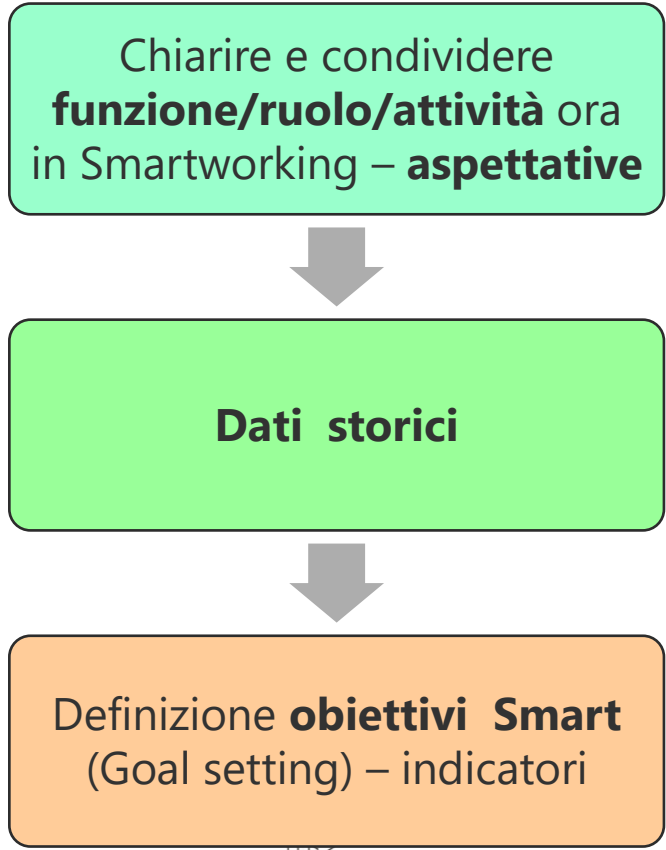 Chiarire e condividere
funzione/ruolo/attività ora
in Smartworking – aspettative
Dati storici
Definizione obiettivi Smart
(Goal setting) – indicatori